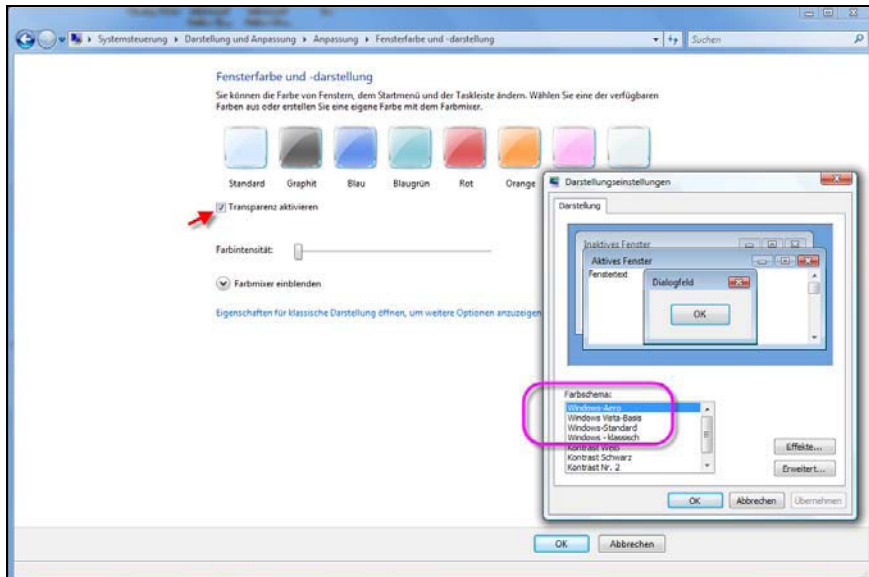 Systemsteuerung ▸ Darstellung und Anpassung ▸ Anpassung ▸ Fensterfarbe und -darstellung
Suchen
Fensterfarbe und -darstellung
Sie können die Farbe von Fenstern, dem Startmenü und der Taskleiste ändern. Wählen Sie eine der verfügbaren
Farben aus oder erstellen Sie eine eigene Farbe mit dem Farbmixer.
Standard Graphit Blau Blaugrün Rot Orange
Transparenz aktivieren
Farbintensität:
Farbmixer einblenden
Eigenschaften für klassische Darstellung öffnen, um weitere Optionen anzuzeigen
Darstellungseinstellungen
Darstellung
Inaktives Fenster
Aktives Fenster
Fenstertext
Dialogfeld
OK
Farbschema:
Windows-Aero
Windows Vista-Basis
Windows-Standard
Windows - klassisch
Kontrast Weiß
Kontrast Schwarz
Kontrast Nr. 2
Effekte...
Erweitert...
OK Abbrechen Übernehmen
OK Abbrechen